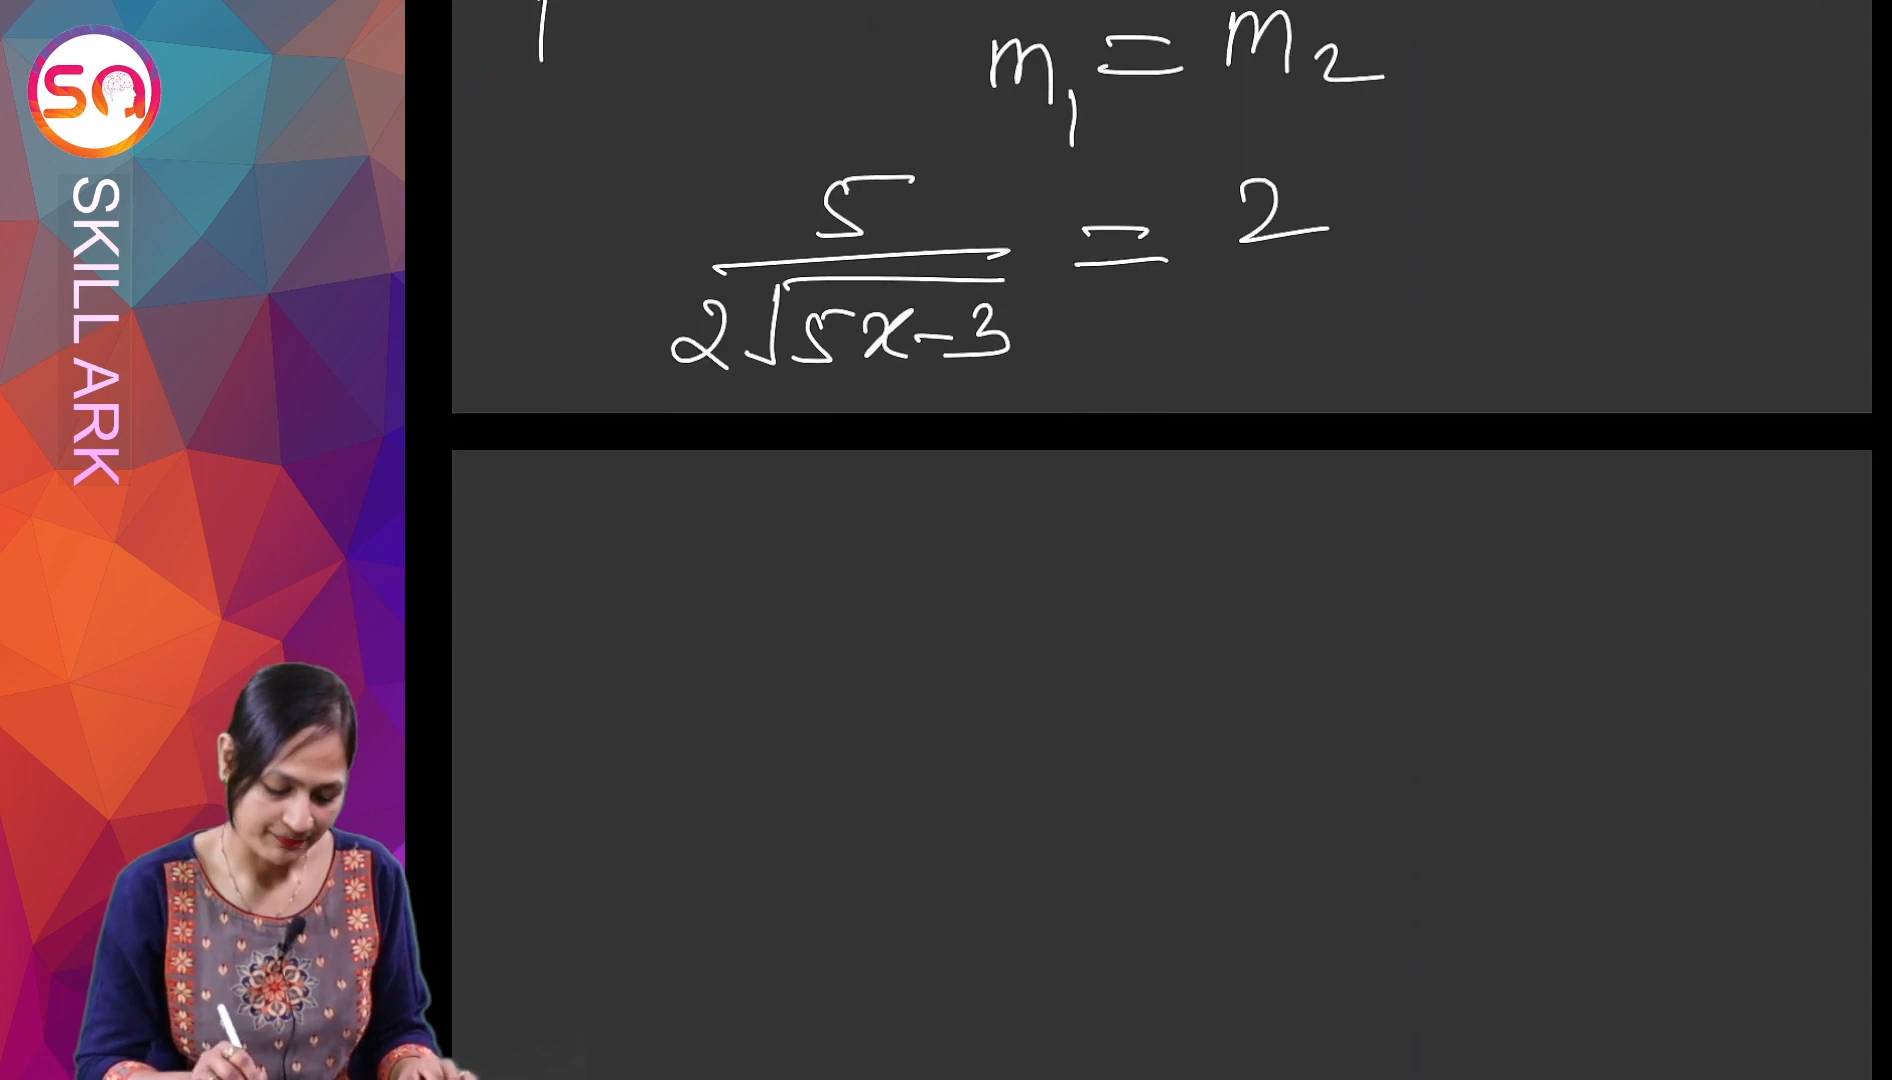 SKILL ARK
m₁ = m₂
5/(2√(5x-3)) = 2